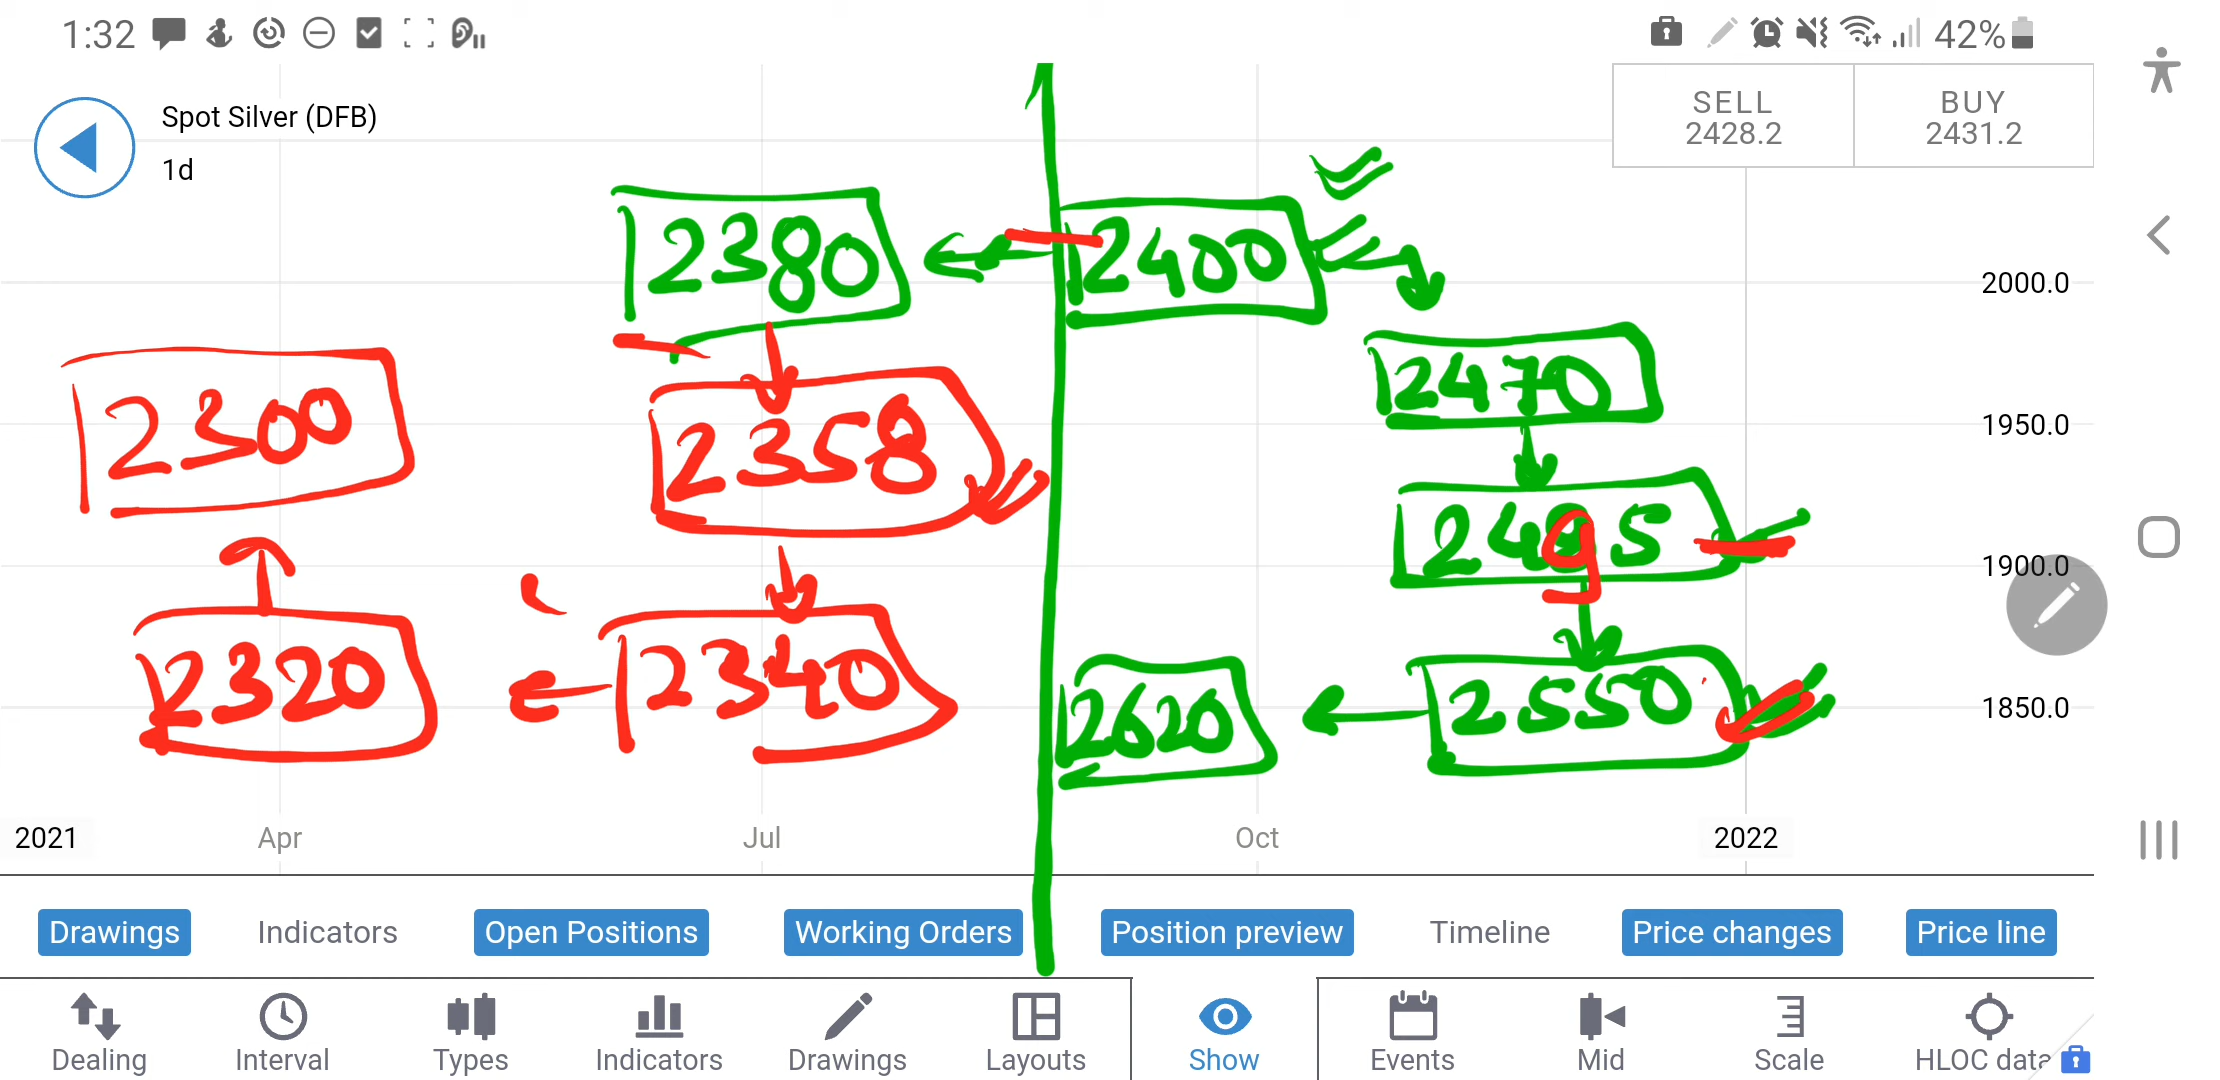 1:32
42%
Spot Silver (DFB)
1d
SELL
2428.2
BUY
2431.2
2380
2400
2000.0
2300
2358
2470
1950.0
2495
1900.0
2320
2340
2620
2550
1850.0
2021 Apr Jul Oct 2022
Drawings Indicators Open Positions Working Orders Position preview Timeline Price changes Price line
Dealing Interval Types Indicators Drawings Layouts Show Events Mid Scale HLOC data